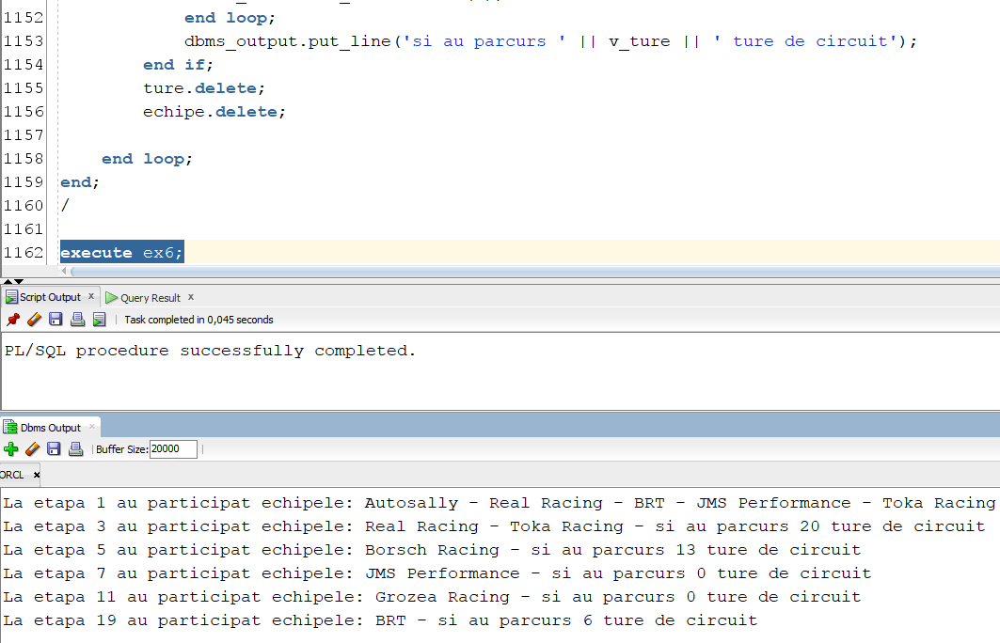 1152 end loop;
1153 dbms_output.put_line('si au parcurs ' || v_ture || ' ture de circuit');
1154 end if;
1155 ture.delete;
1156 echipe.delete;
1157
1158 end loop;
1159 end;
1160 /
1161
1162 execute ex6;
Script Output x Query Result x
Task completed in 0,045 seconds
PL/SQL procedure successfully completed.
Dbms Output x
Buffer Size: 20000
ORCL x
La etapa 1 au participat echipele: Autosally - Real Racing - BRT - JMS Performance - Toka Racing
La etapa 3 au participat echipele: Real Racing - Toka Racing - si au parcurs 20 ture de circuit
La etapa 5 au participat echipele: Borsch Racing - si au parcurs 13 ture de circuit
La etapa 7 au participat echipele: JMS Performance - si au parcurs 0 ture de circuit
La etapa 11 au participat echipele: Grozea Racing - si au parcurs 0 ture de circuit
La etapa 19 au participat echipele: BRT - si au parcurs 6 ture de circuit